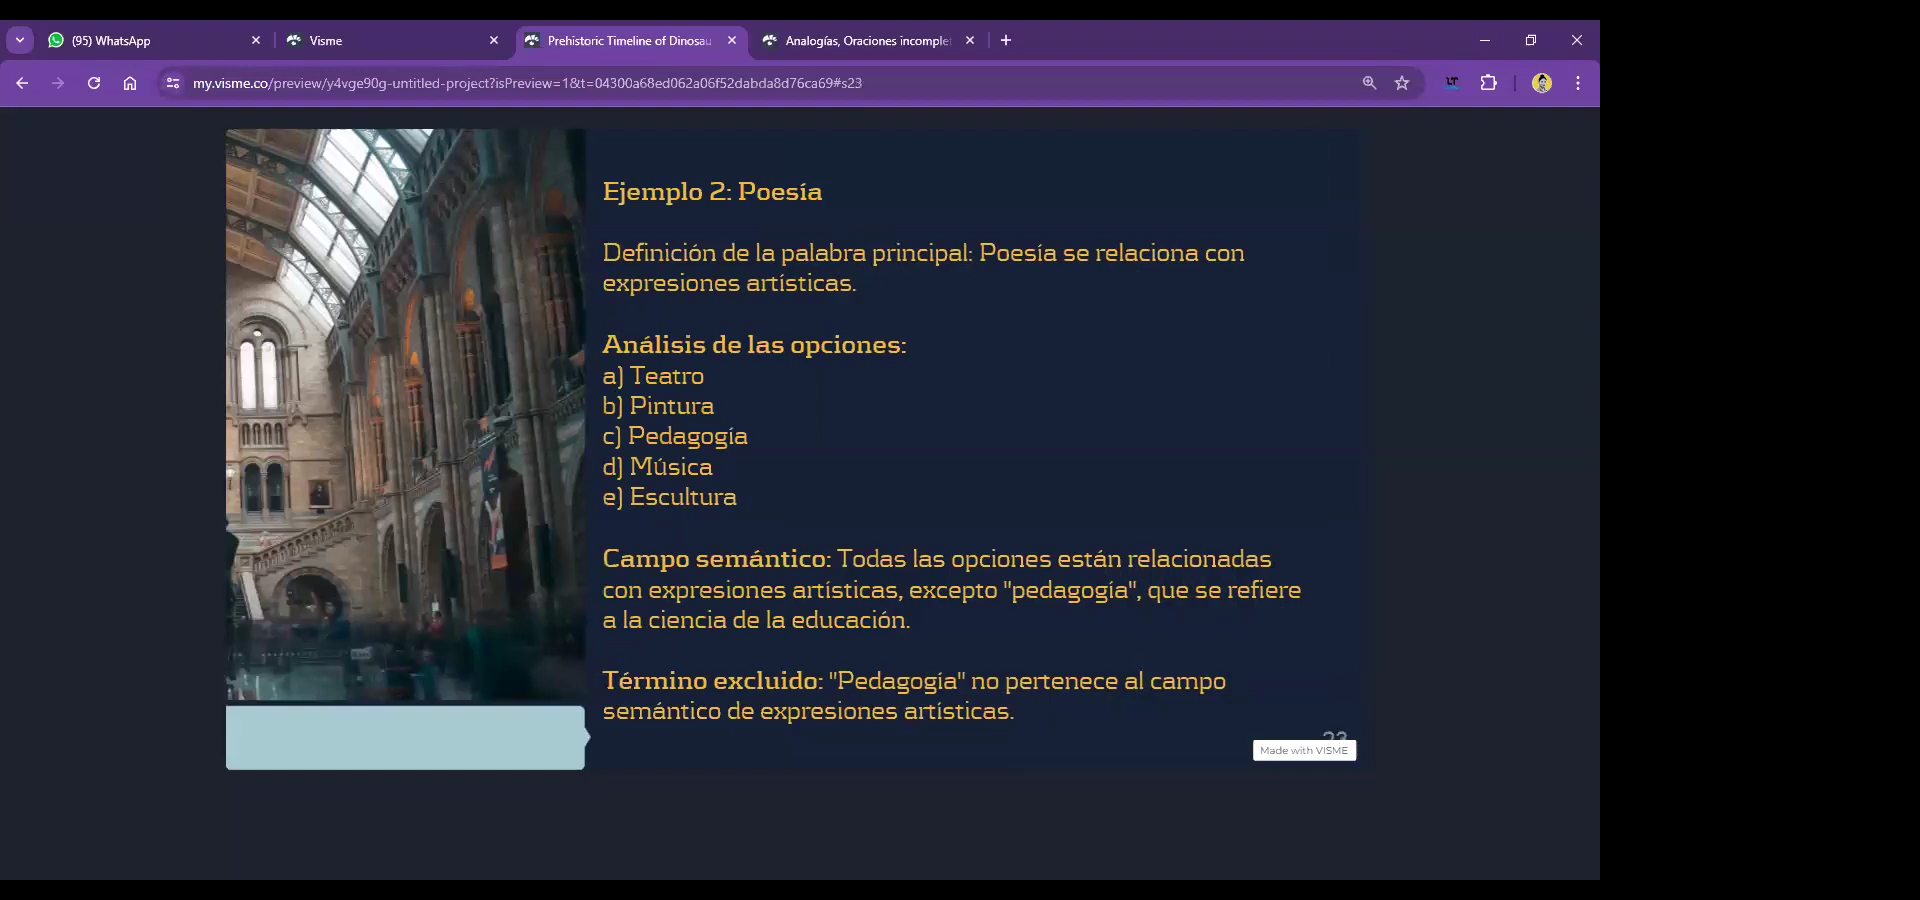 (95) WhatsApp
Visme
Prehistoric Timeline of Dinosau
Analogías, Oraciones incomplet
my.visme.co/preview/y4vge90g-untitled-project?isPreview=1&t=04300a68ed062a06f52dabda8d76ca69#s23
LT
Ejemplo 2: Poesía
Definición de la palabra principal: Poesía se relaciona con
expresiones artísticas.
Análisis de las opciones:
a) Teatro
b) Pintura
c) Pedagogía
d) Música
e) Escultura
Campo semántico: Todas las opciones están relacionadas
con expresiones artísticas, excepto "pedagogía", que se refiere
a la ciencia de la educación.
Término excluido: "Pedagogía" no pertenece al campo
semántico de expresiones artísticas.
23
Made with VISME